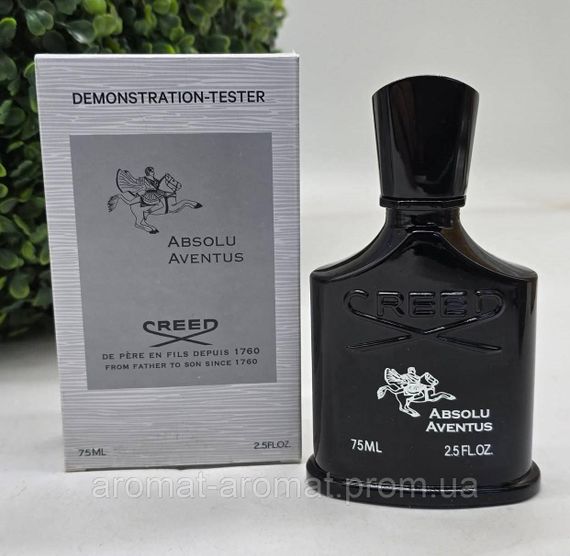 DEMONSTRATION-TESTER
ABSOLU
AVENTUS
CREED
DE PÈRE EN FILS DEPUIS 1760
FROM FATHER TO SON SINCE 1760
75ML 2.5FL.OZ.
CREED
ABSOLU
AVENTUS
75ML 2.5 FL.OZ.
aromat-aromat.prom.ua